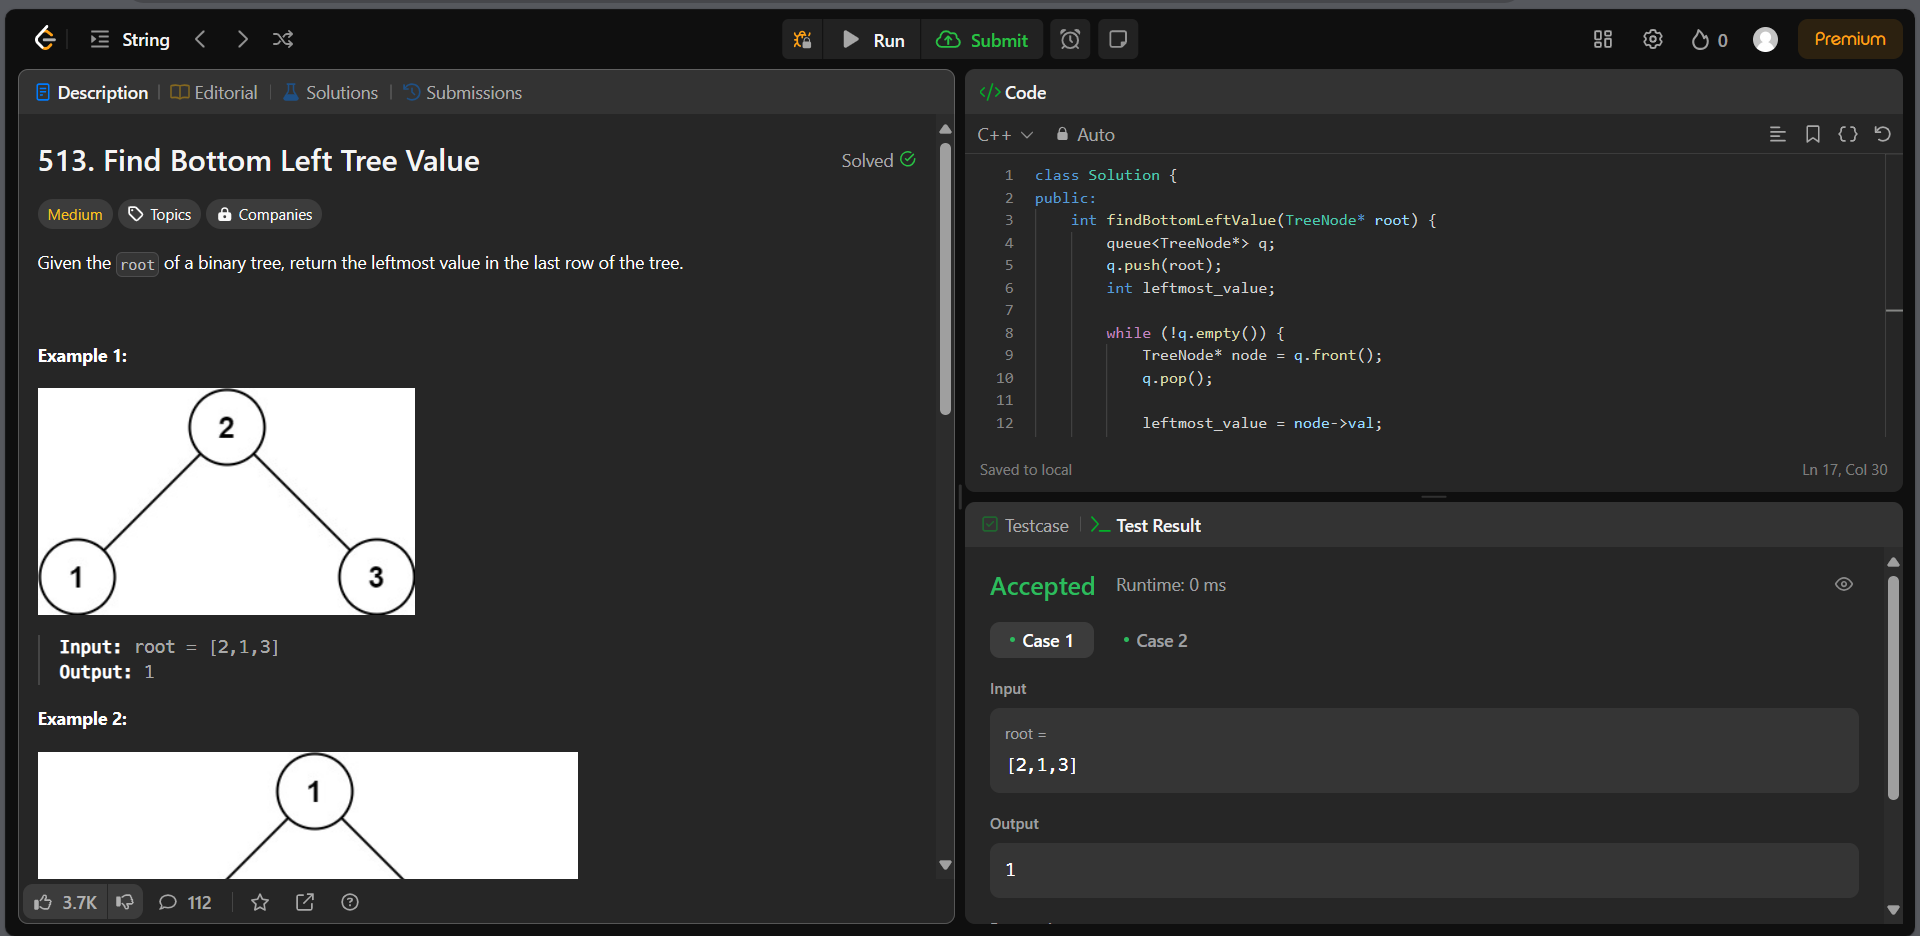 String
Run
Submit
0
Premium
Description
Editorial
Solutions
Submissions
513. Find Bottom Left Tree Value
Solved
Medium
Topics
Companies
Given the root of a binary tree, return the leftmost value in the last row of the tree.
Example 1:
2
1
3
Input: root = [2,1,3]
Output: 1
Example 2:
1
3.7K
112
Code
C++
Auto
1 class Solution {
2 public:
3 int findBottomLeftValue(TreeNode* root) {
4 queue<TreeNode*> q;
5 q.push(root);
6 int leftmost_value;
7
8 while (!q.empty()) {
9 TreeNode* node = q.front();
10 q.pop();
11
12 leftmost_value = node->val;
Saved to local
Ln 17, Col 30
Testcase
Test Result
Accepted
Runtime: 0 ms
Case 1
Case 2
Input
root =
[2,1,3]
Output
1